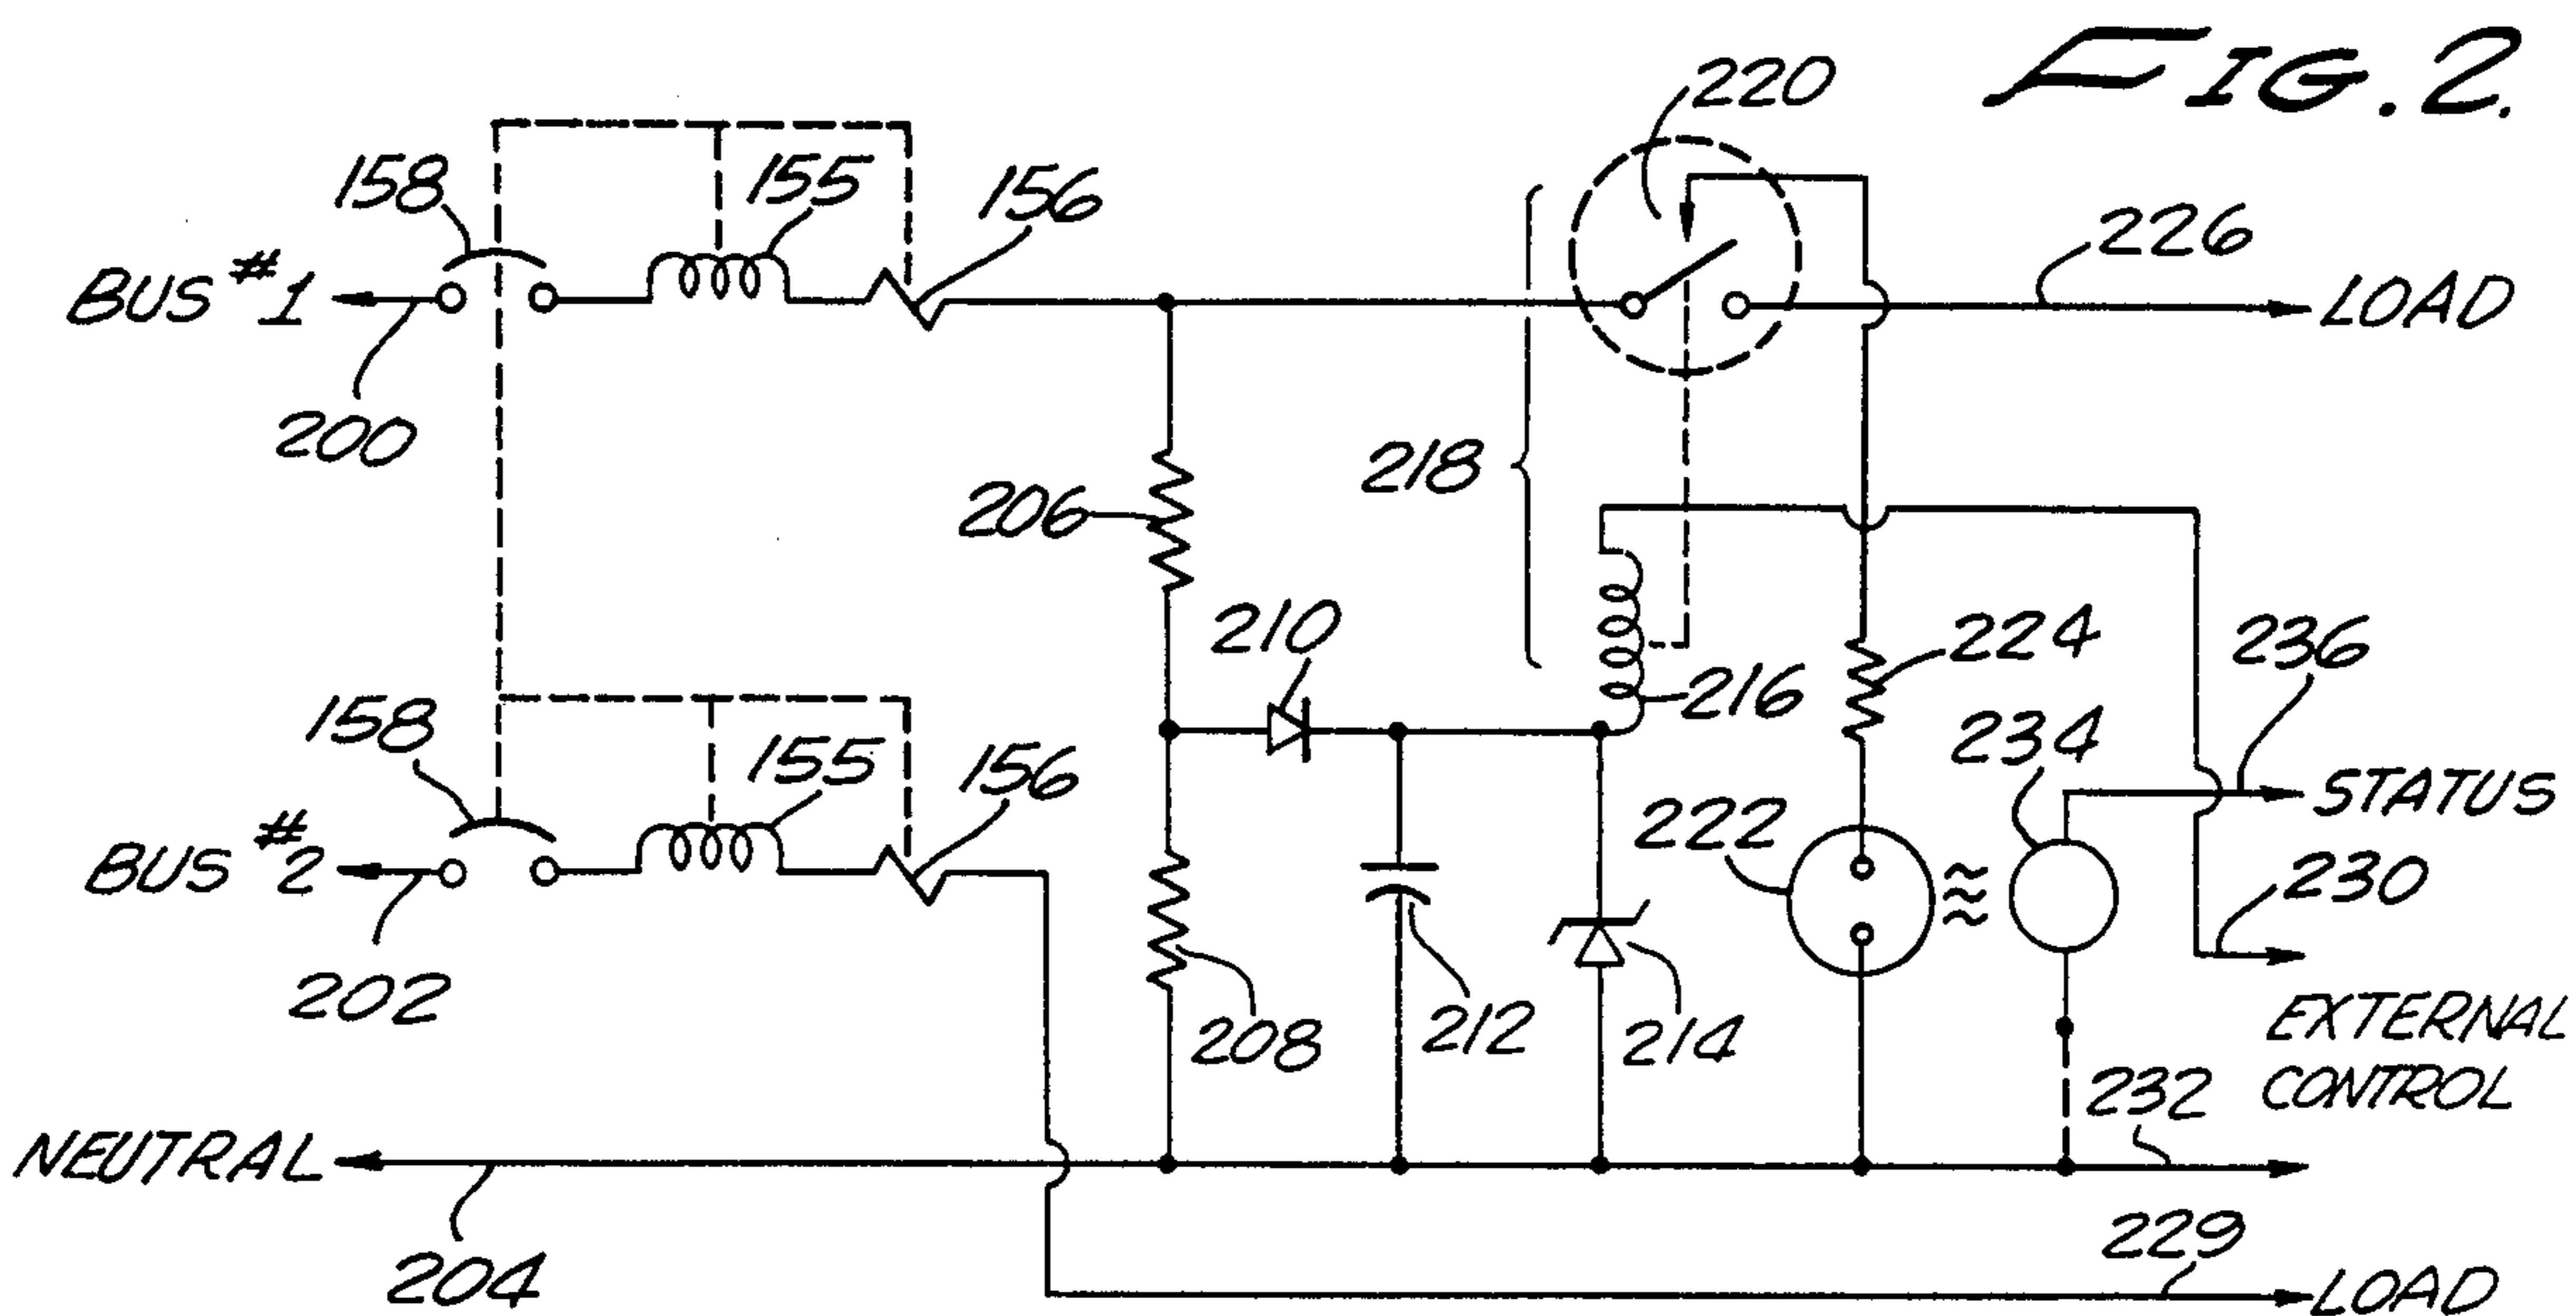 FIG. 2.
220
158
155
156
226
BUS #1
LOAD
200
218
206
210
224
236
216
158
155
156
234
STATUS
222
BUS #2
230
202
208
212
214
EXTERNAL
CONTROL
232
NEUTRAL
204
229
LOAD